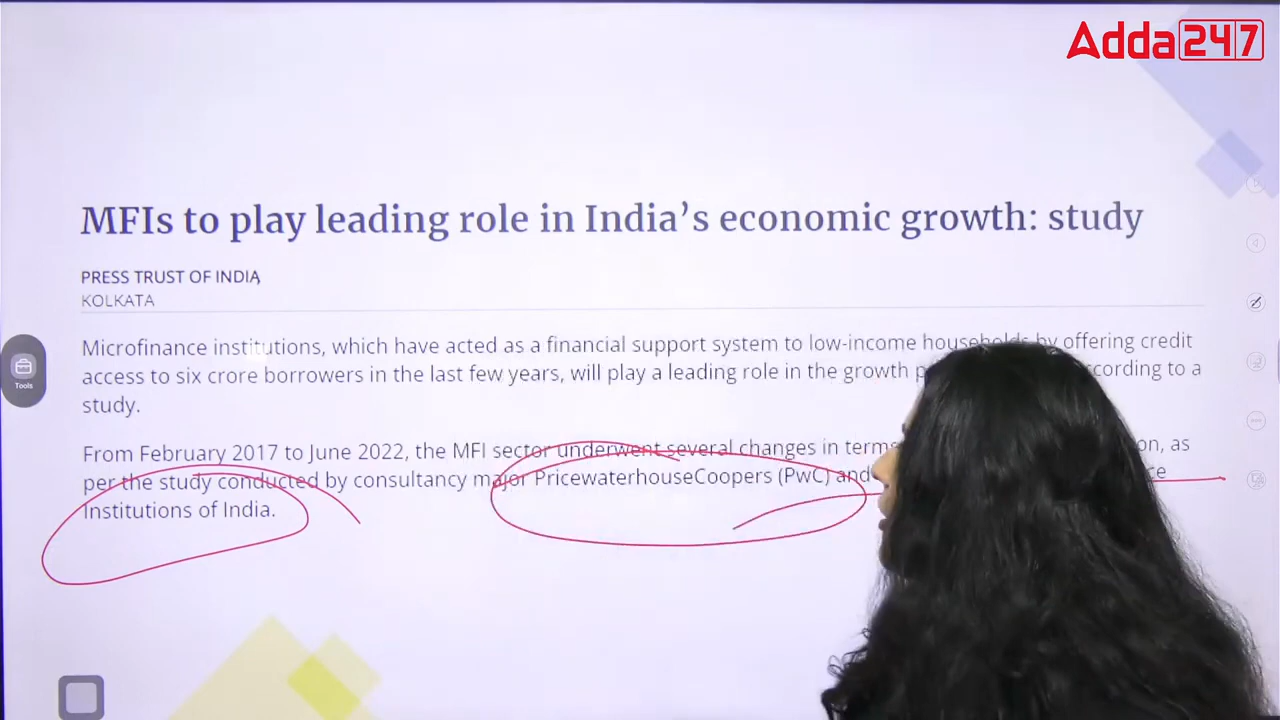 Adda247
MFIs to play leading role in India's economic growth: study
PRESS TRUST OF INDIA
KOLKATA
Microfinance institutions, which have acted as a financial support system to low-income households by offering credit
access to six crore borrowers in the last few years, will play a leading role in the growth according to a
study.
From February 2017 to June 2022, the MFI sector underwent several changes in terms as
per the study conducted by consultancy major PricewaterhouseCoopers (PwC) and
Institutions of India.
Tools